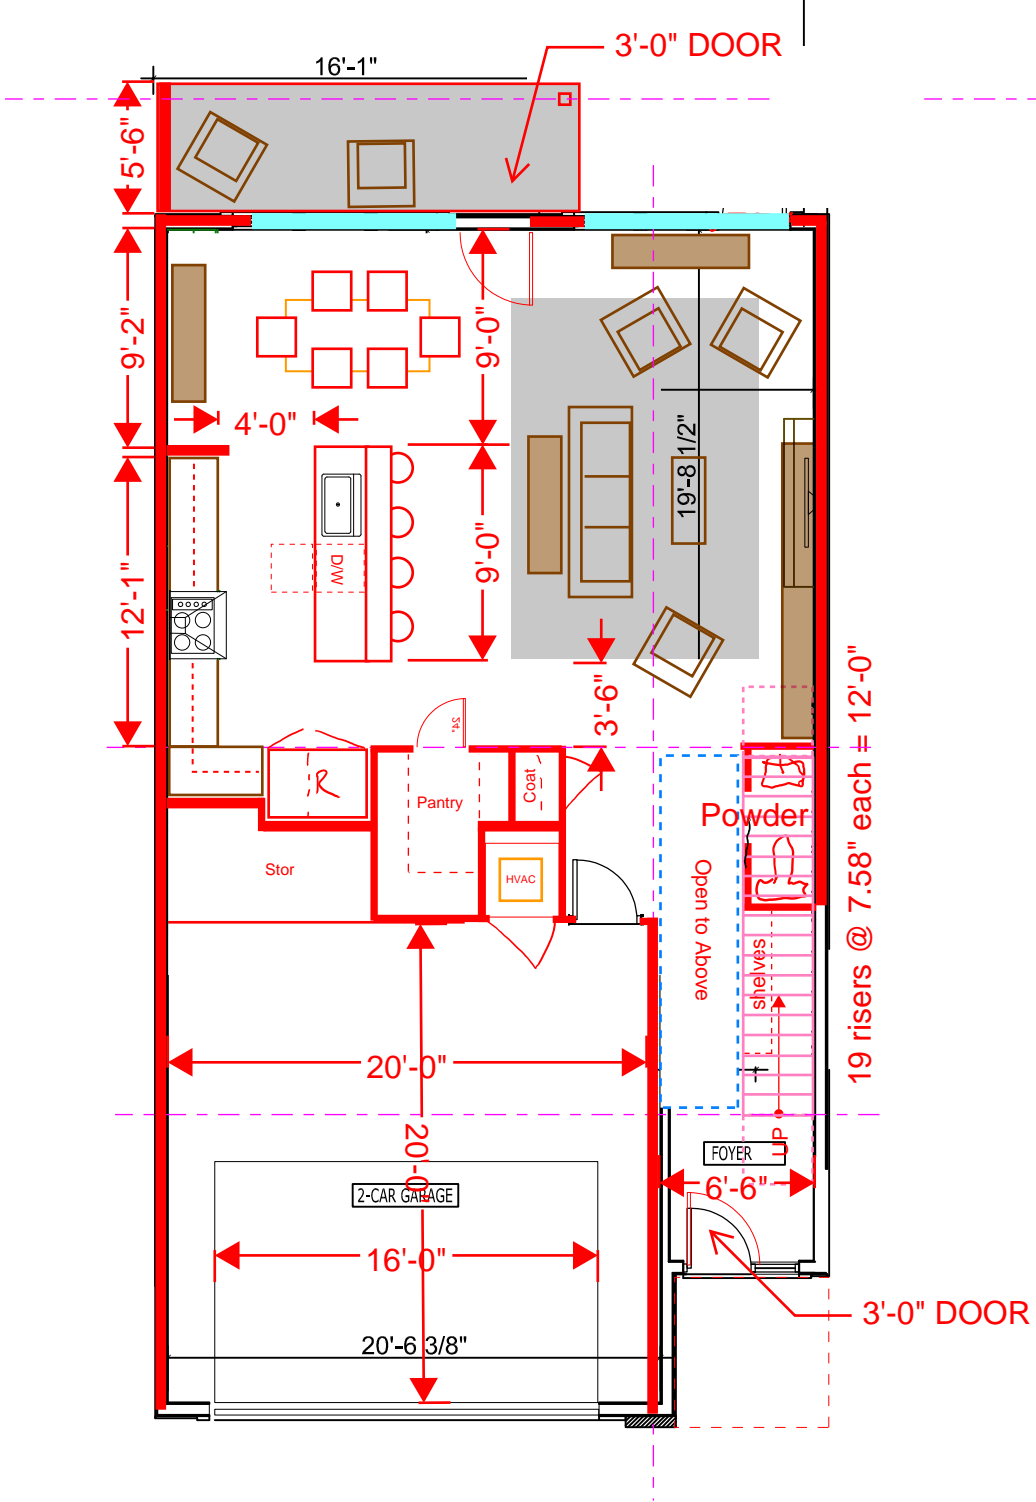 3'-0" DOOR
16'-1"
5'-6"
9'-2"
9'-0"
4'-0"
19'-8 1/2"
9'-0"
D/W
12'-1"
3'-6"
24"
R
Pantry
Coat
Powder
Stor
HVAC
Open to Above
shelves
19 risers @ 7.58" each = 12'-0"
20'-0"
20'-0"
UP
FOYER
6'-6"
2-CAR GARAGE
16'-0"
3'-0" DOOR
20'-6 3/8"